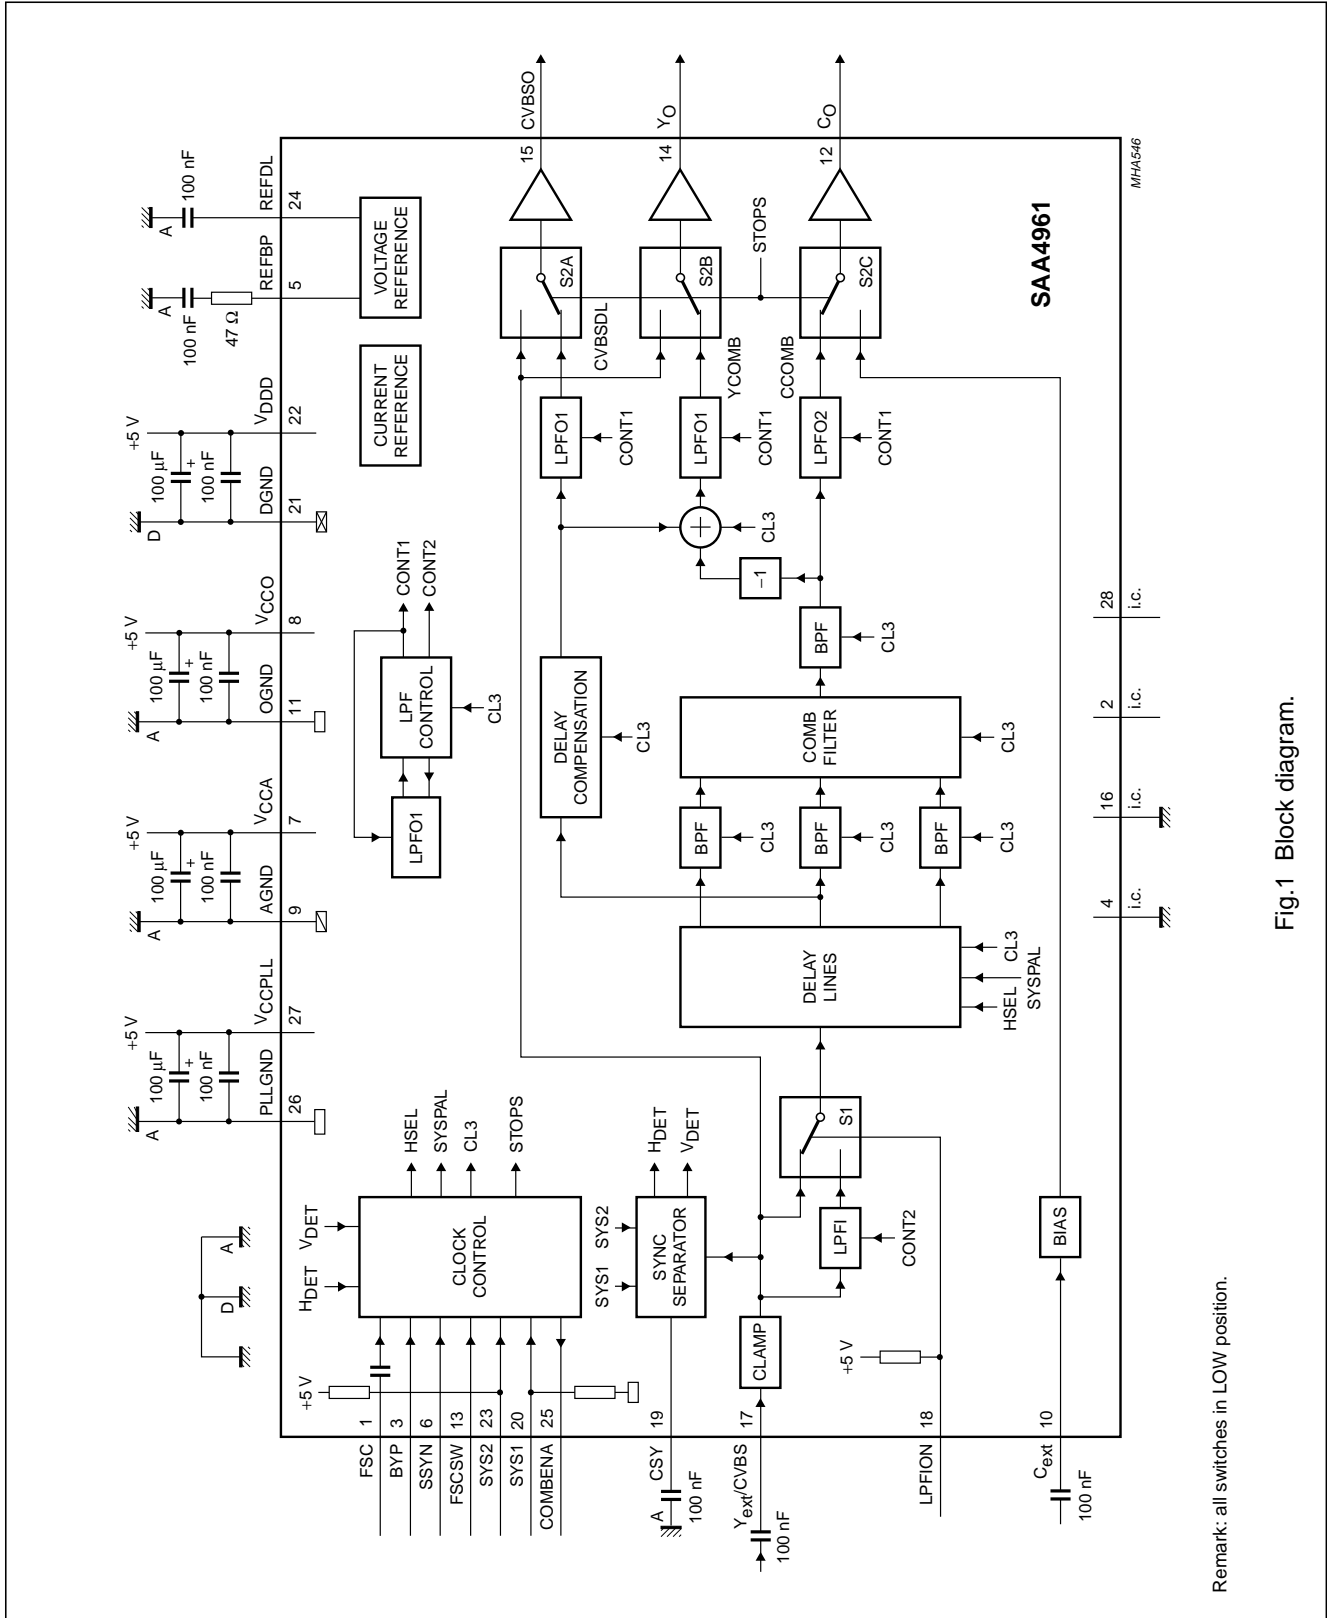 REFDL
24
100 nF
A
REFBP
5
47 Ω
100 nF
A
VOLTAGE
REFERENCE
CURRENT
REFERENCE
+5 V
VDDD
22
100 µF
+
100 nF
DGND
21
D
+5 V
VCCO
8
100 µF
+
100 nF
OGND
11
A
+5 V
VCCA
7
100 µF
+
100 nF
AGND
9
A
+5 V
VCCPLL
27
100 µF
+
100 nF
PLLGND
26
A
A
D
CONT1
CONT2
LPF
CONTROL
CL3
LPFO1
HSEL
SYSPAL
CL3
STOPS
VDET
HDET
CLOCK
CONTROL
+5 V
FSC
1
BYP
3
SSYN
6
FSCSW
13
SYS2
23
SYS1
20
COMBENA
25
HDET
VDET
SYS2
SYS1
SYNC
SEPARATOR
CSY
19
A
100 nF
CLAMP
Yext/CVBS
17
100 nF
LPFI
CONT2
S1
+5 V
LPFION
18
BIAS
Cext
10
100 nF
DELAY
LINES
HSEL
SYSPAL
CL3
BPF
CL3
BPF
CL3
BPF
CL3
COMB
FILTER
CL3
DELAY
COMPENSATION
CL3
BPF
CL3
−1
CL3
LPFO1
CONT1
LPFO1
CONT1
LPFO2
CONT1
CVBSDL
YCOMB
CCOMB
S2A
S2B
S2C
STOPS
15
CVBSO
14
YO
12
CO
SAA4961
MHA546
4
i.c.
16
i.c.
2
i.c.
28
i.c.
Remark: all switches in LOW position.
Fig.1 Block diagram.